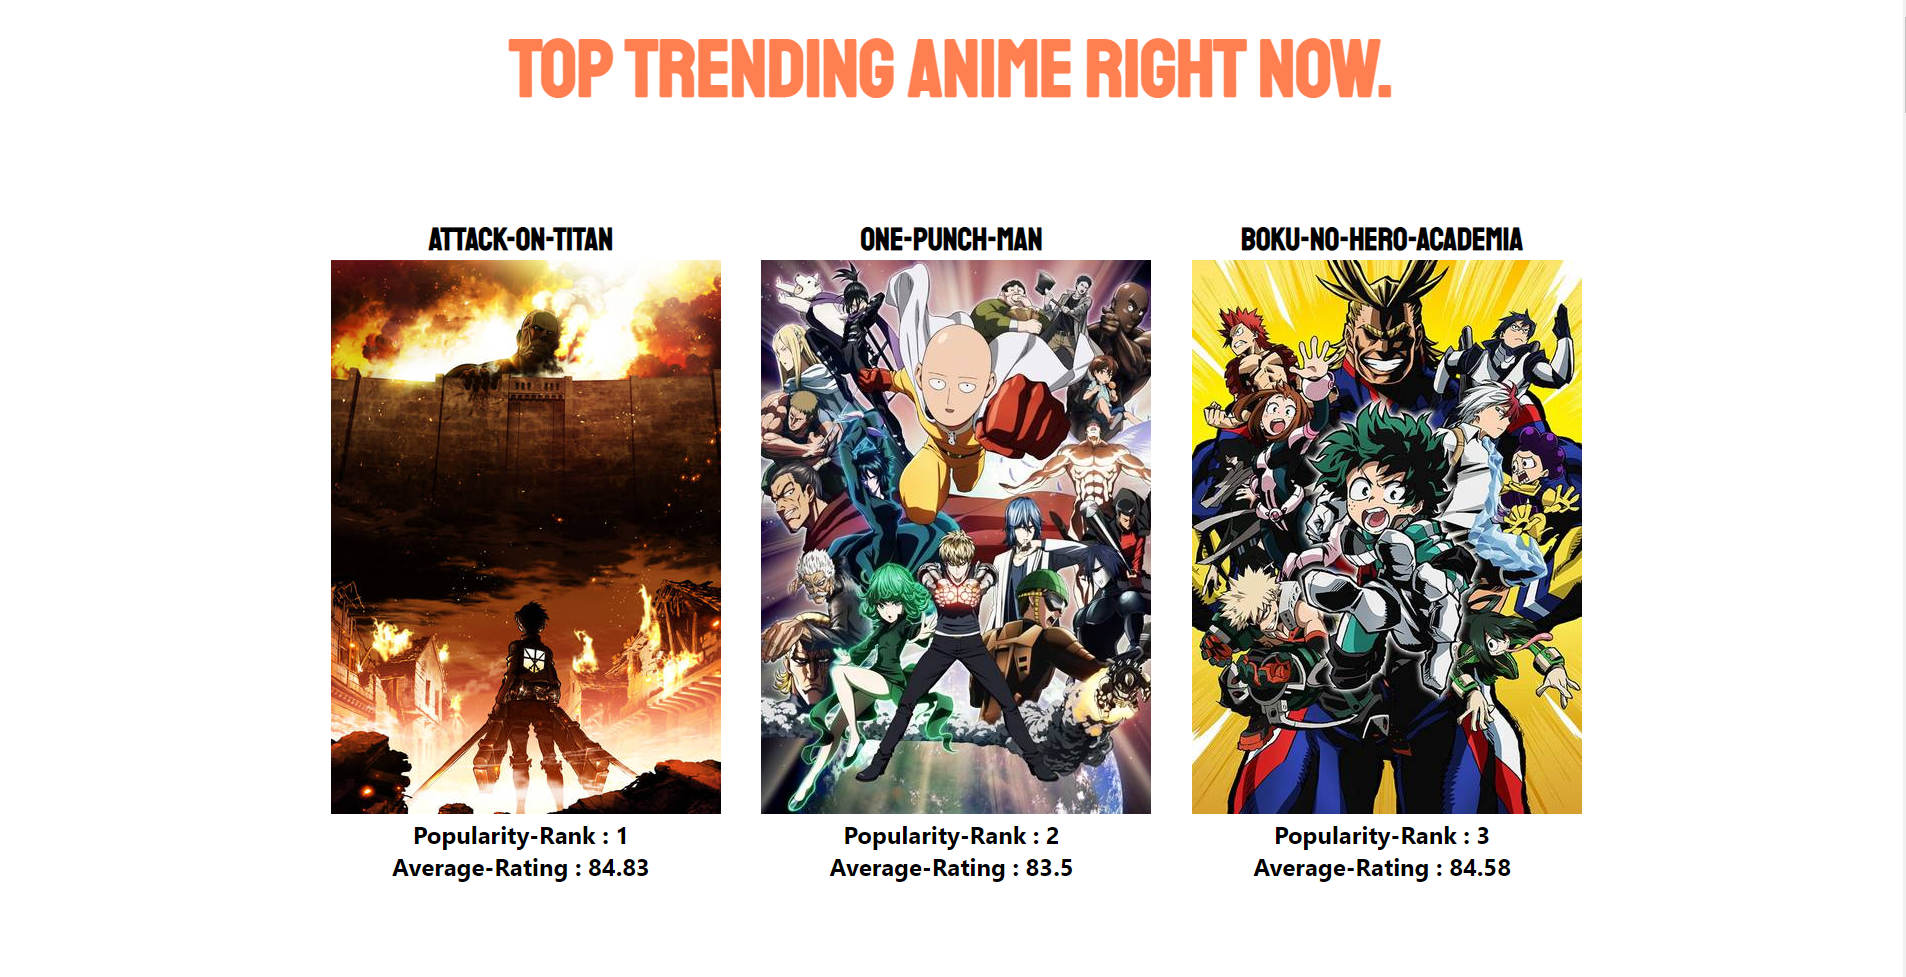 TOP TRENDING ANIME RIGHT NOW.
ATTACK-ON-TITAN
ONE-PUNCH-MAN
BOKU-NO-HERO-ACADEMIA
Popularity-Rank : 1
Average-Rating : 84.83
Popularity-Rank : 2
Average-Rating : 83.5
Popularity-Rank : 3
Average-Rating : 84.58